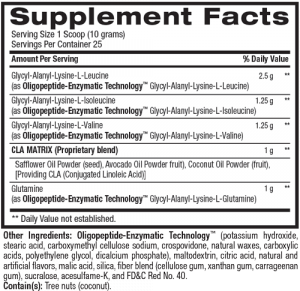 Supplement Facts
Serving Size 1 Scoop (10 grams)
Servings Per Container 25
Amount Per Serving % Daily Value
Glycyl-Alanyl-Lysine-L-Leucine 2.5 g **
(as Oligopeptide-Enzymatic Technology™ Glycyl-Alanyl-Lysine-L-Leucine)
Glycyl-Alanyl-Lysine-L-Isoleucine 1.25 g **
(as Oligopeptide-Enzymatic Technology™ Glycyl-Alanyl-Lysine-L-Isoleucine)
Glycyl-Alanyl-Lysine-L-Valine 1.25 g **
(as Oligopeptide-Enzymatic Technology™ Glycyl-Alanyl-Lysine-L-Valine)
CLA MATRIX (Proprietary blend) 1 g **
Safflower Oil Powder (seed), Avocado Oil Powder fruit), Coconut Oil Powder (fruit),
[Providing CLA (Conjugated Linoleic Acid)]
Glutamine 1 g **
(as Oligopeptide-Enzymatic Technology™ Glycyl-Alanyl-Lysine-L-Glutamine)
** Daily Value not established.
Other Ingredients: Oligopeptide-Enzymatic Technology™ (potassium hydroxide,
stearic acid, carboxymethyl cellulose sodium, crospovidone, natural waxes, carboxylic
acids, polyethylene glycol, dicalcium phosphate), maltodextrin, citric acid, natural and
artificial flavors, malic acid, silica, fiber blend (cellulose gum, xanthan gum, carrageenan
gum), sucralose, acesulfame-K, and FD&C Red No. 40.
Contain(s): Tree nuts (coconut).